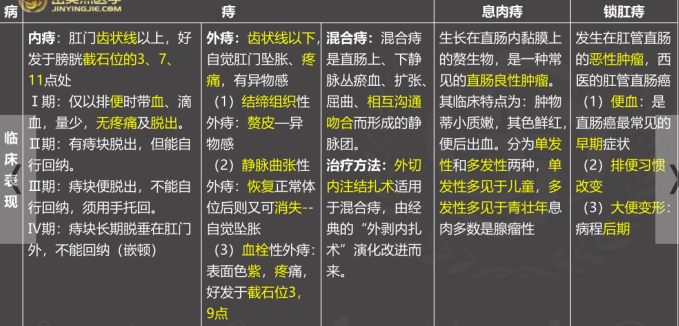 JINYINGJIE.COM
病
痔
息肉痔
锁肛痔
临床表现
内痔：肛门齿状线以上，好
发于膀胱截石位的3、7、
11点处
Ⅰ期：仅以排便时带血、滴
血，量少，无疼痛及脱出。
Ⅱ期：有痔块脱出，但能自
行回纳。
Ⅲ期：痔块便脱出，不能自
行回纳，须用手托回。
Ⅳ期：痔块长期脱垂在肛门
外，不能回纳（嵌顿）
外痔：齿状线以下，
自觉肛门坠胀、疼
痛，有异物感
（1）结缔组织性
外痔：赘皮—异
物感
（2）静脉曲张性
外痔：恢复正常体
位后则又可消失--
自觉坠胀
（3）血栓性外痔：
表面色紫，疼痛，
好发于截石位3，
9点
混合痔：混合痔
是直肠上、下静
脉丛瘀血、扩张、
屈曲、相互沟通
吻合而形成的静
脉团。
治疗方法：外切
内注结扎术适用
于混合痔，由经
典的“外剥内扎
术”演化改进而
来。
生长在直肠内黏膜上
的赘生物，是一种常
见的直肠良性肿瘤。
其临床特点为：肿物
蒂小质嫩，其色鲜红，
便后出血。分为单发
性和多发性两种，单
发性多见于儿童，多
发性多见于青壮年息
肉多数是腺瘤性
发生在肛管直肠
的恶性肿瘤，西
医的肛管直肠癌
（1）便血：是
直肠癌最常见的
早期症状
（2）排便习惯
改变
（3）大便变形：
病程后期